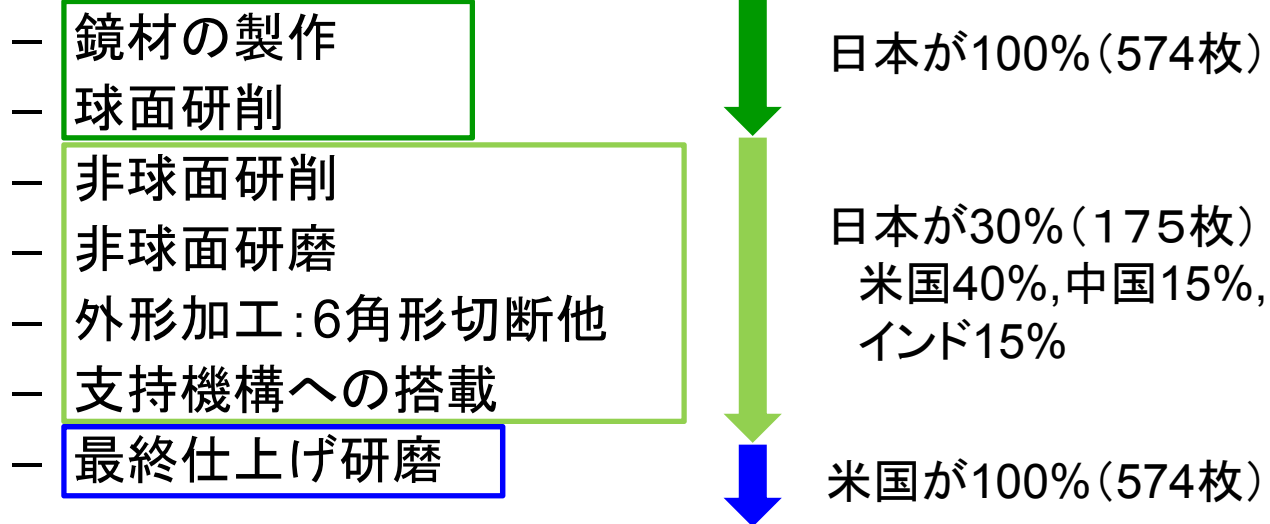 – 鏡材の製作
– 球面研削
日本が100%（574枚）
– 非球面研削
– 非球面研磨
– 外形加工：6角形切断他
– 支持機構への搭載
日本が30%（１７５枚）
米国40%,中国15%,
インド15%
– 最終仕上げ研磨
米国が100%（574枚）